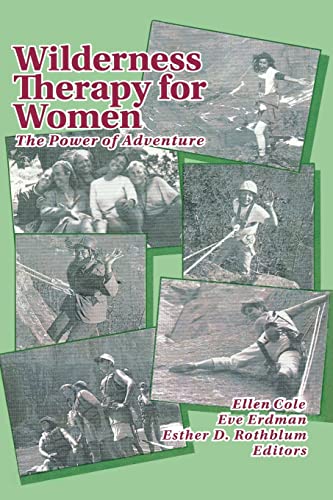 Wilderness
Therapy for
Women
The Power of Adventure
Ellen Cole
Eve Erdman
Esther D. Rothblum
Editors